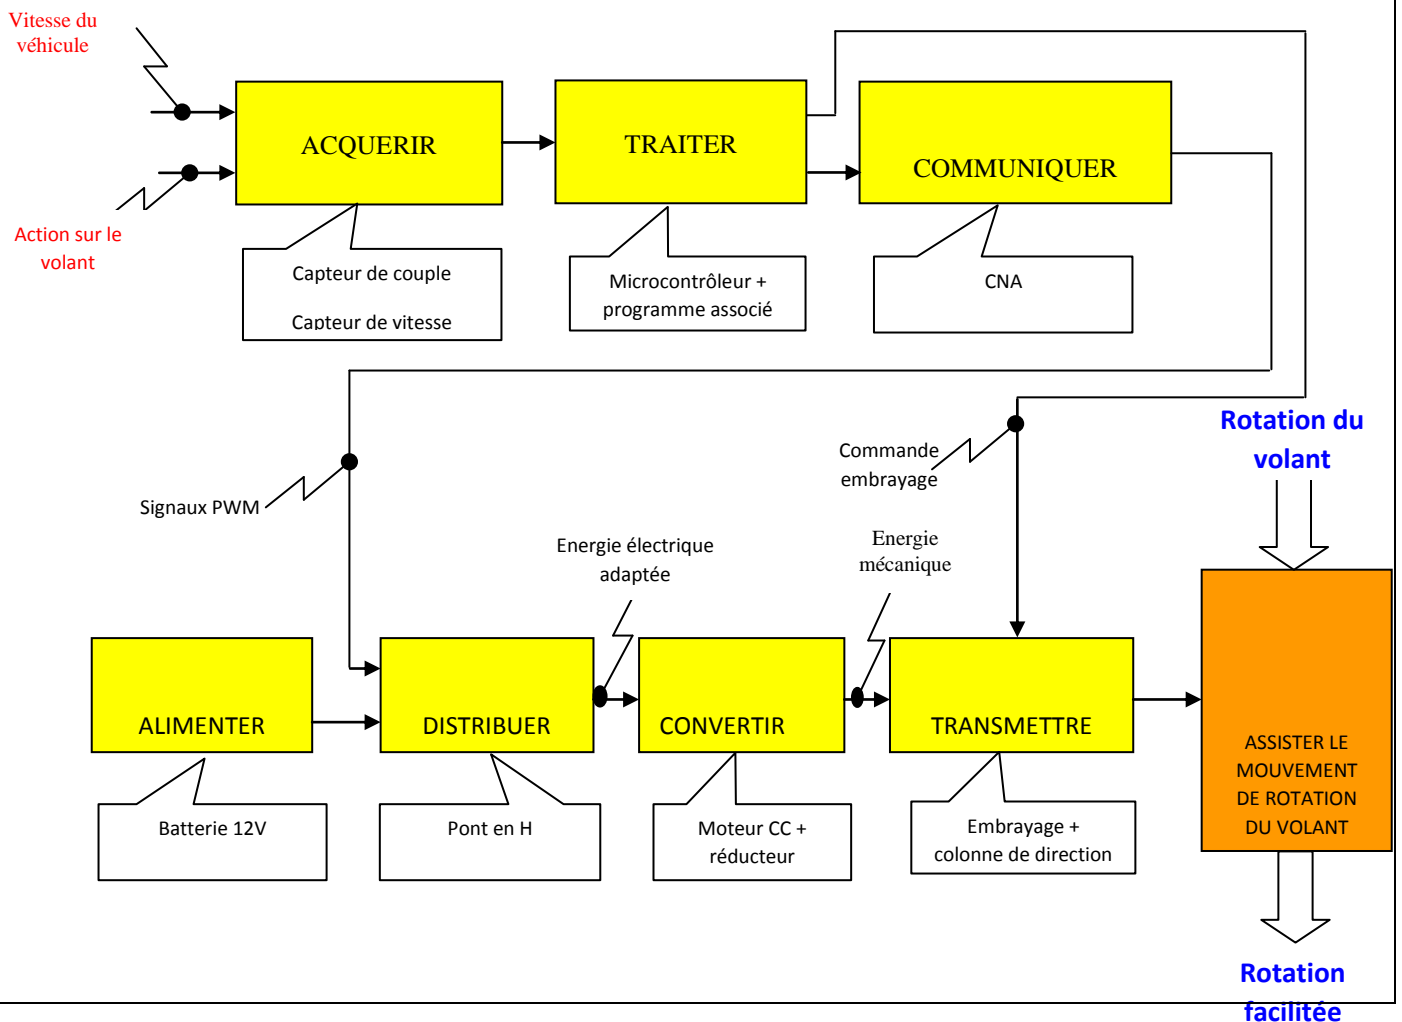 Vitesse du
véhicule
ACQUERIR
TRAITER
COMMUNIQUER
Action sur le
volant
Capteur de couple
Capteur de vitesse
Microcontrôleur +
programme associé
CNA
Rotation du
volant
Commande
embrayage
Signaux PWM
Energie électrique
adaptée
Energie
mécanique
ALIMENTER
DISTRIBUER
CONVERTIR
TRANSMETTRE
ASSISTER LE
MOUVEMENT
DE ROTATION
DU VOLANT
Batterie 12V
Pont en H
Moteur CC +
réducteur
Embrayage +
colonne de direction
Rotation
facilitée